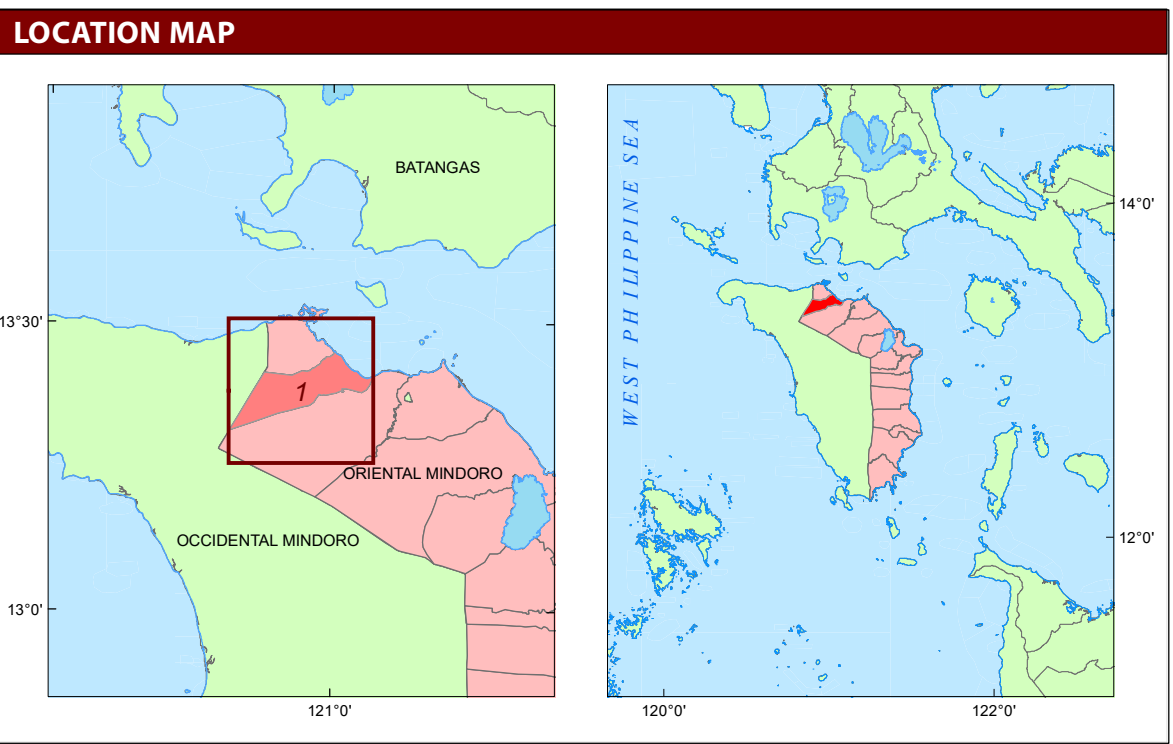 LOCATION MAP
BATANGAS
13°30'
1
ORIENTAL MINDORO
OCCIDENTAL MINDORO
13°0'
121°0'
WEST PHILIPPINE SEA
14°0'
12°0'
120°0'
122°0'